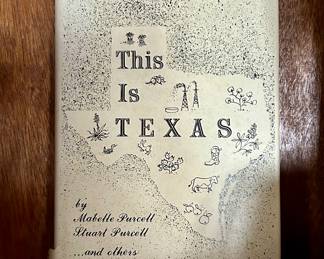 This
Is
TEXAS
by
Mabelle Purcell
Stuart Purcell
...and others